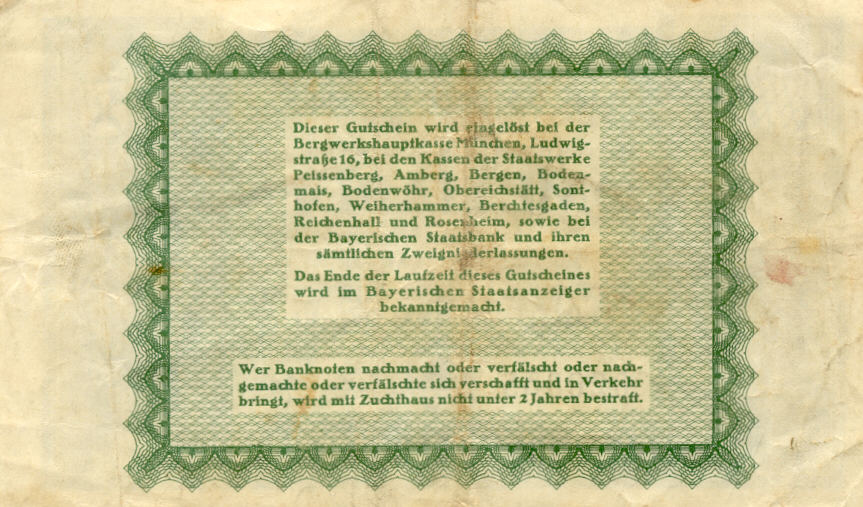 Dieser Gutschein wird eingelöst bei der
Bergwerkshauptkasse München, Ludwig-
straße 16, bei den Kassen der Staatswerke
Peissenberg, Amberg, Bergen, Boden-
mais, Bodenwöhr, Obereichstätt, Sont-
hofen, Weiherhammer, Berchtesgaden,
Reichenhall und Rosenheim, sowie bei
der Bayerischen Staatsbank und ihren
sämtlichen Zweigniederlassungen.
Das Ende der Laufzeit dieses Gutscheines
wird im Bayerischen Staatsanzeiger
bekanntgemacht.
Wer Banknoten nachmacht oder verfälscht oder nach-
gemachte oder verfälschte sich verschafft und in Verkehr
bringt, wird mit Zuchthaus nicht unter 2 Jahren bestraft.